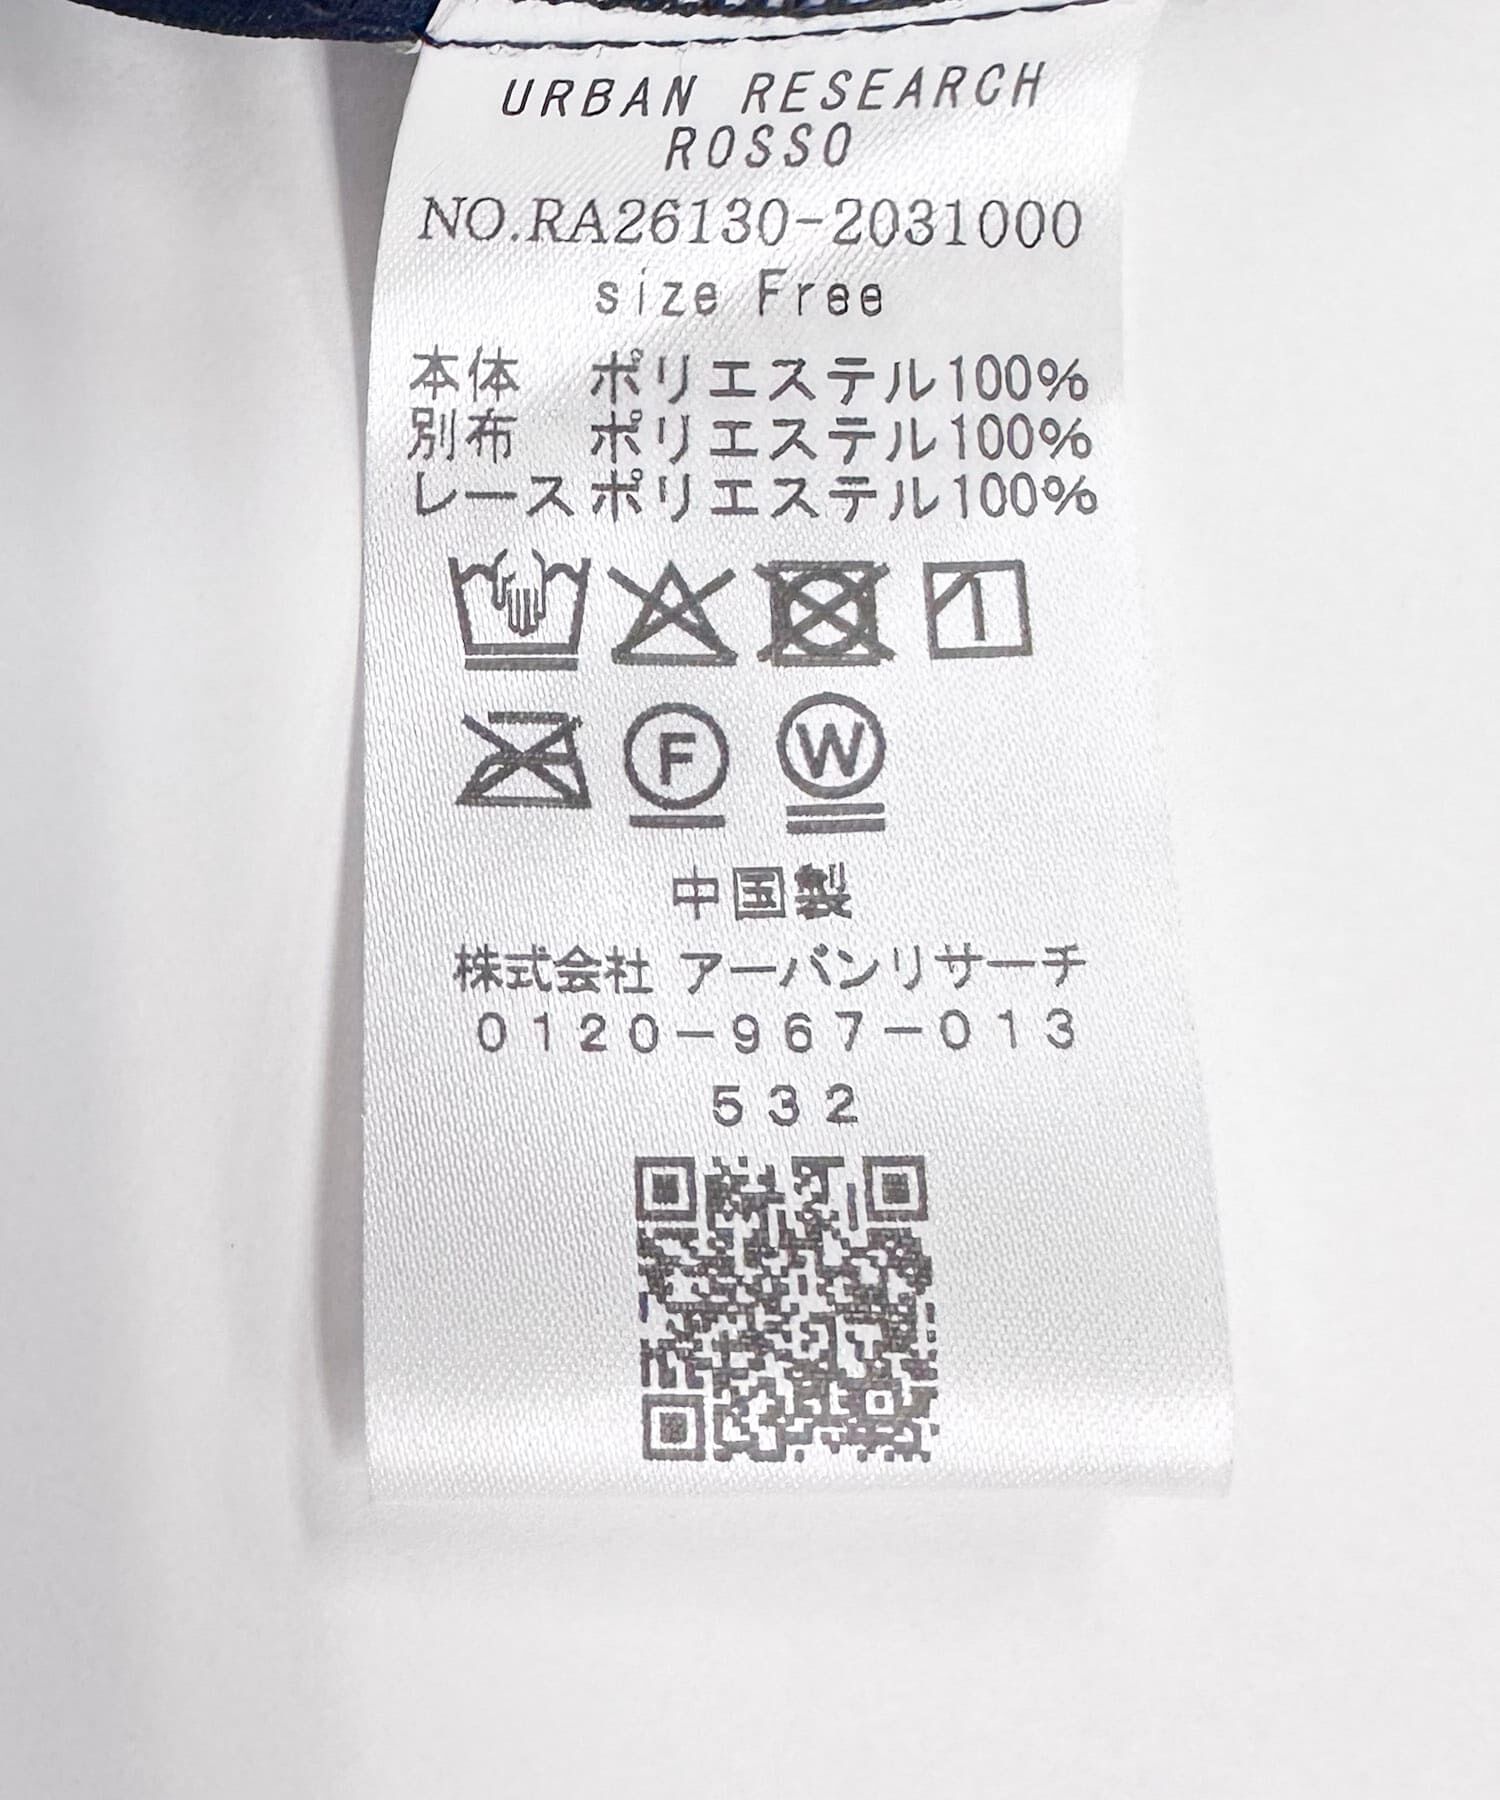 URBAN RESEARCH
ROSSO
NO.RA26130-2031000
size Free
本体 ポリエステル100%
別布 ポリエステル100%
レース ポリエステル100%
1
F
W
中国製
株式会社 アーバンリサーチ
0120-967-013
532